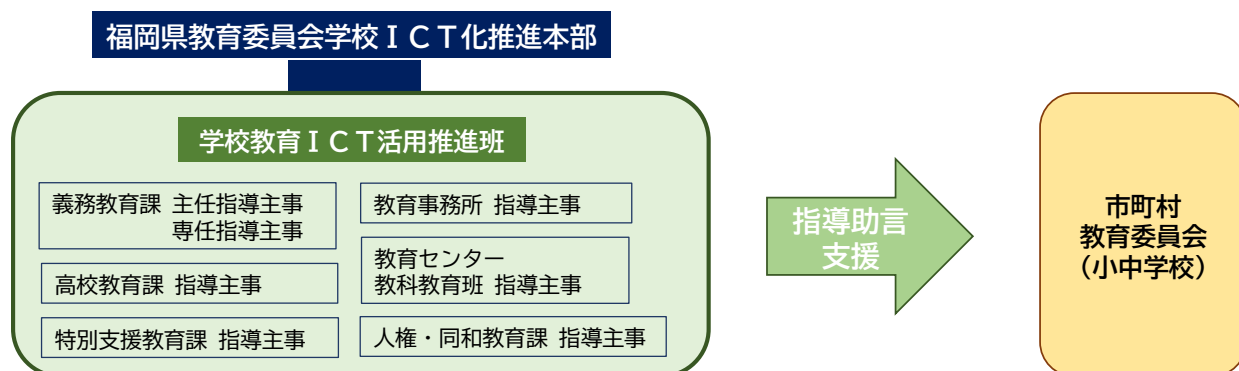 福岡県教育委員会学校ＩＣＴ化推進本部
学校教育ＩＣＴ活用推進班
義務教育課 主任指導主事
専任指導主事
高校教育課 指導主事
特別支援教育課 指導主事
教育事務所 指導主事
教育センター
教科教育班 指導主事
人権・同和教育課 指導主事
指導助言
支援
市町村
教育委員会
（小中学校）